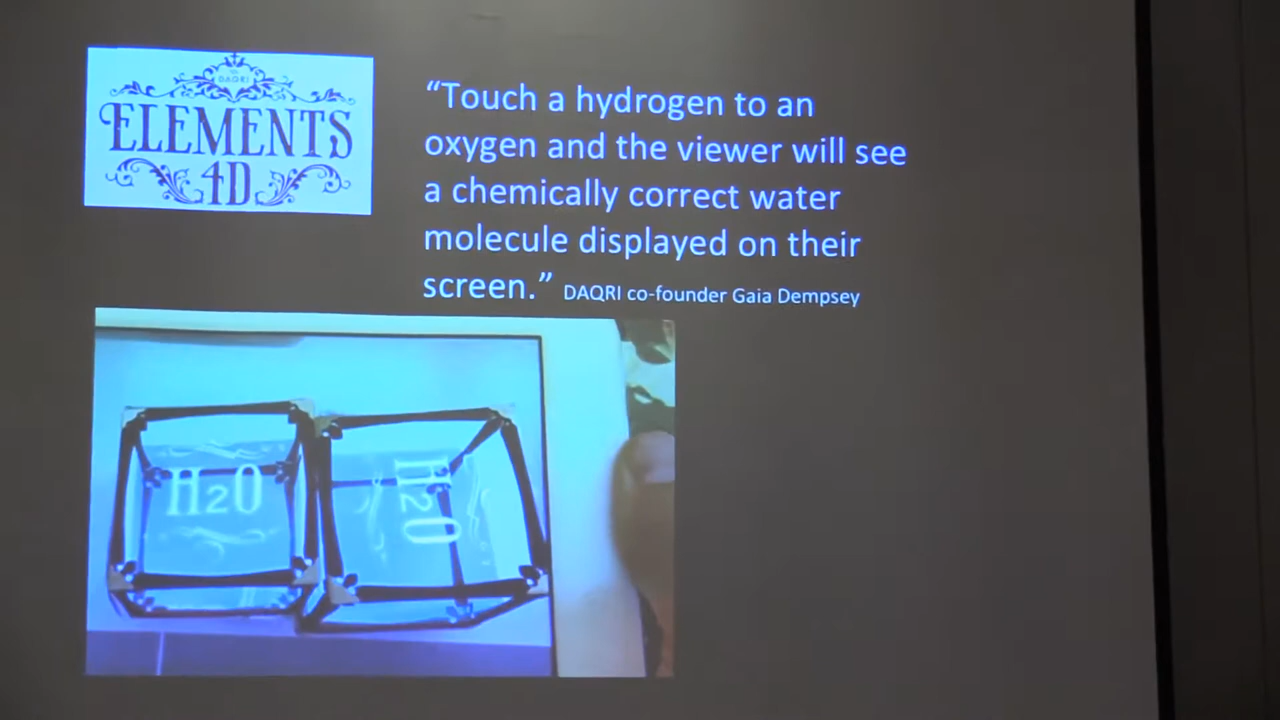 DAQRI
ELEMENTS
4D
“Touch a hydrogen to an
oxygen and the viewer will see
a chemically correct water
molecule displayed on their
screen.” DAQRI co-founder Gaia Dempsey
H2O
H2O